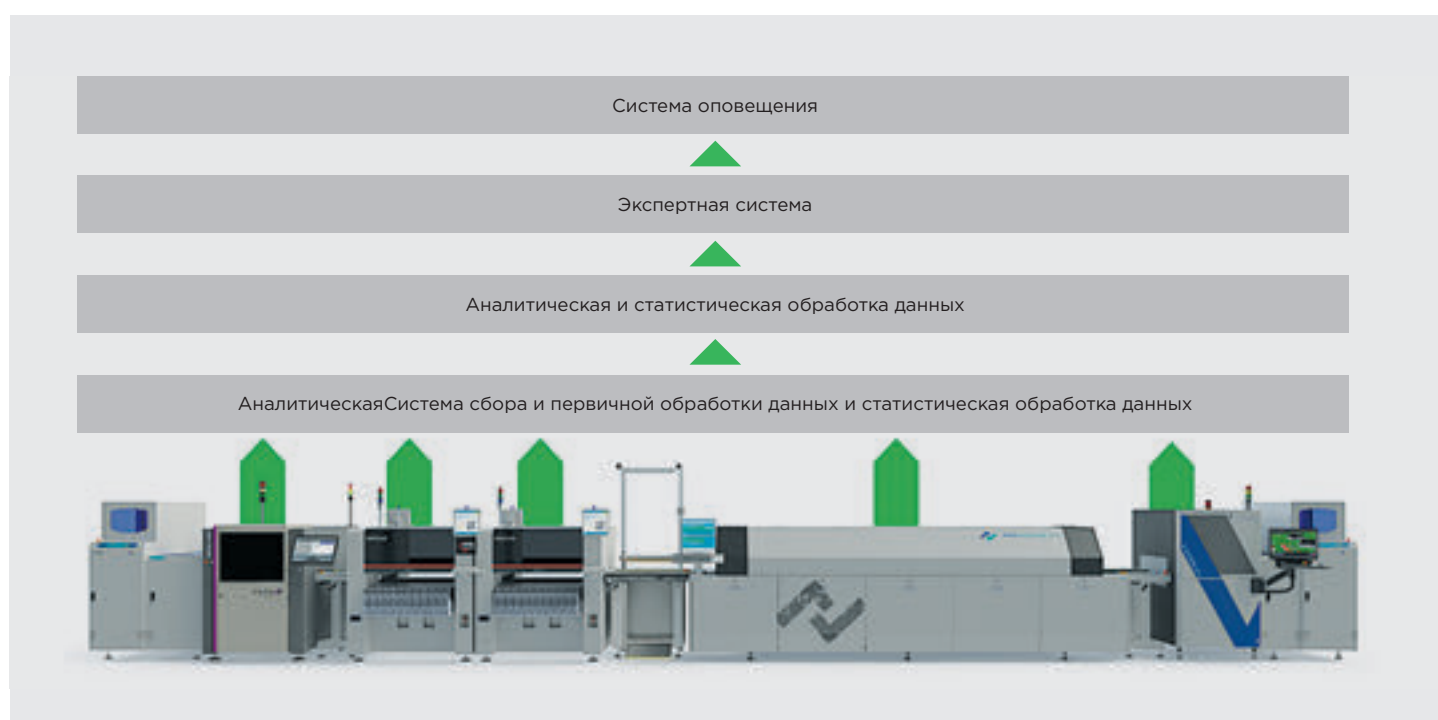 Система оповещения
Экспертная система
Аналитическая и статистическая обработка данных
АналитическаяСистема сбора и первичной обработки данных и статистическая обработка данных